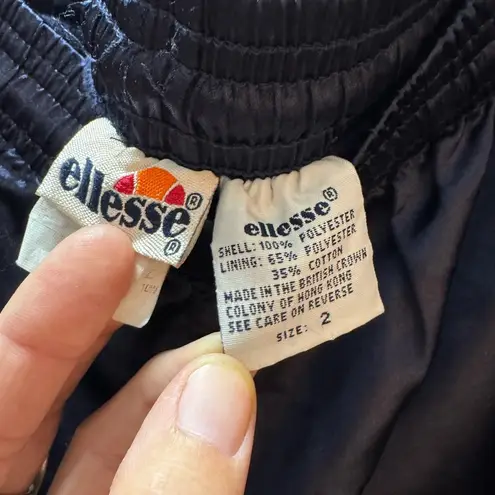 ellesse®
®
ellesse®
SHELL: 100% POLYESTER
LINING: 65% POLYESTER
35% COTTON
MADE IN THE BRITISH CROWN
COLONY OF HONG KONG
SEE CARE ON REVERSE
SIZE: 2